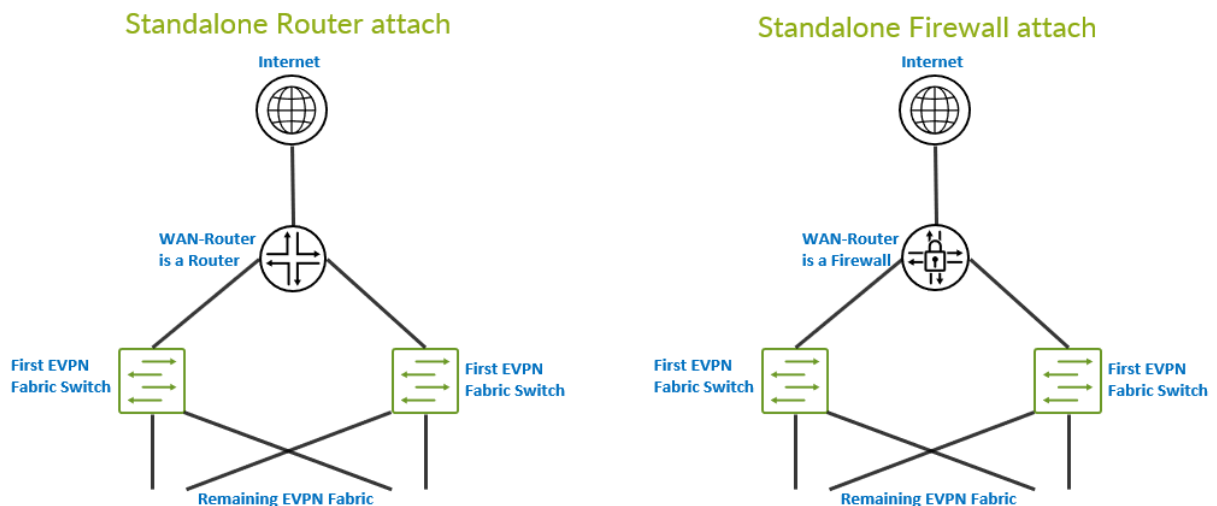 Standalone Router attach
Internet
WAN-Router
is a Router
First EVPN
Fabric Switch
First EVPN
Fabric Switch
Remaining EVPN Fabric
Standalone Firewall attach
Internet
WAN-Router
is a Firewall
First EVPN
Fabric Switch
First EVPN
Fabric Switch
Remaining EVPN Fabric